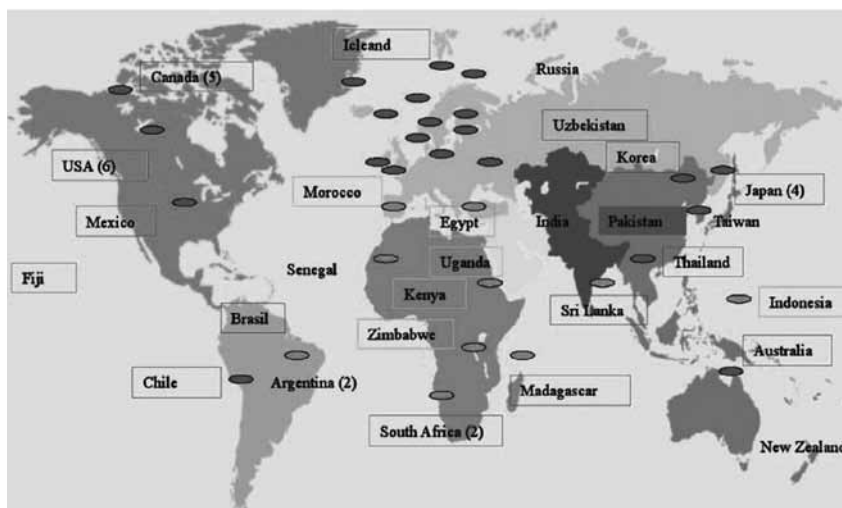 Icleand
Canada (5)
Russia
Uzbekistan
USA (6)
Korea
Morocco
Japan (4)
Mexico
Egypt
India
Pakistan
Taiwan
Senegal
Uganda
Thailand
Fiji
Kenya
Sri Lanka
Indonesia
Brasil
Zimbabwe
Australia
Chile
Argentina (2)
Madagascar
South Africa (2)
New Zealand